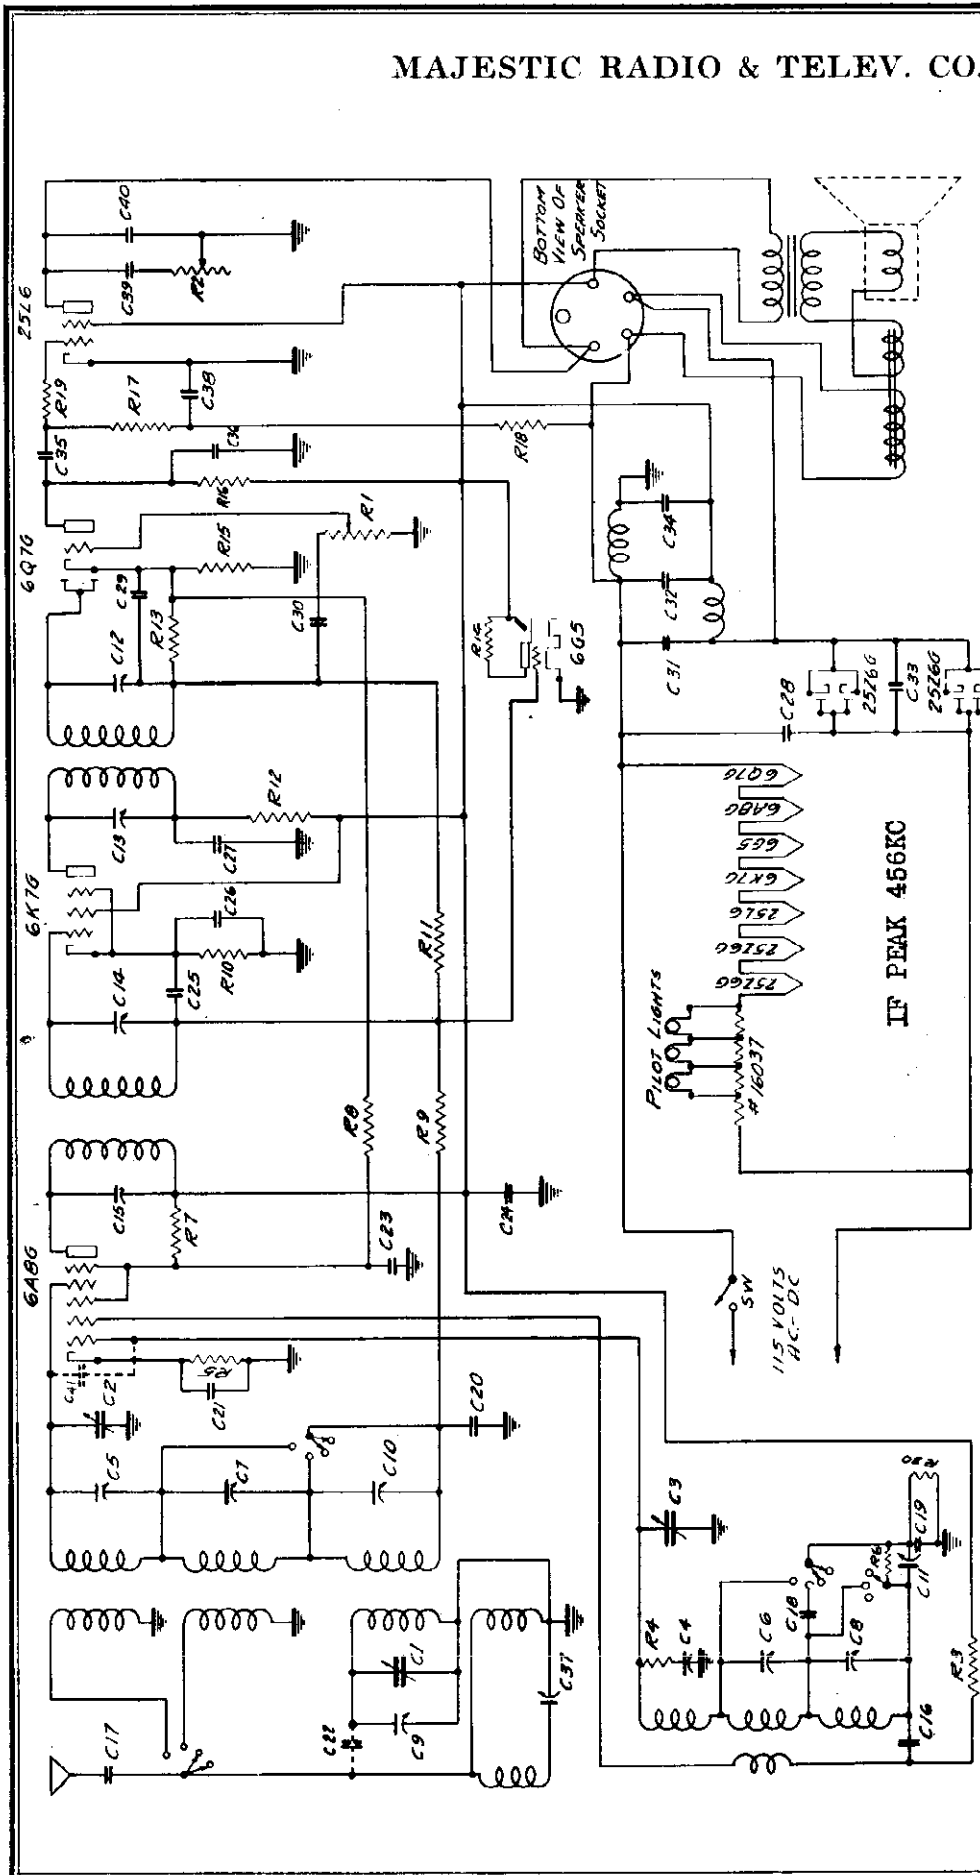 MAJESTIC RADIO & TELEV. CO.
25L6
6Q7G
6K7G
6A8G
C40
C39
R2
R19
R17
C38
C35
C36
R16
R18
R15
R1
C29
C12
R13
C30
R14
6G5
BOTTOM
VIEW OF
SPEAKER
SOCKET
C34
C32
C31
C28
25Z6G
C33
25Z6G
C13
R12
C27
C26
C14
C25
R10
R11
C15
R7
R8
R9
C24
C23
6Q7G
6A8G
6G5
6K7G
25L6
25Z6G
25Z6G
PILOT LIGHTS
#16037
IF PEAK 456KC
SW
115 VOLTS
AC.-DC
C41
C2
R5
C21
C5
C7
C10
C20
C17
C22
C1
C9
C37
C3
R20
C19
R6
C11
R4
C4
C6
C18
C8
C16
R3